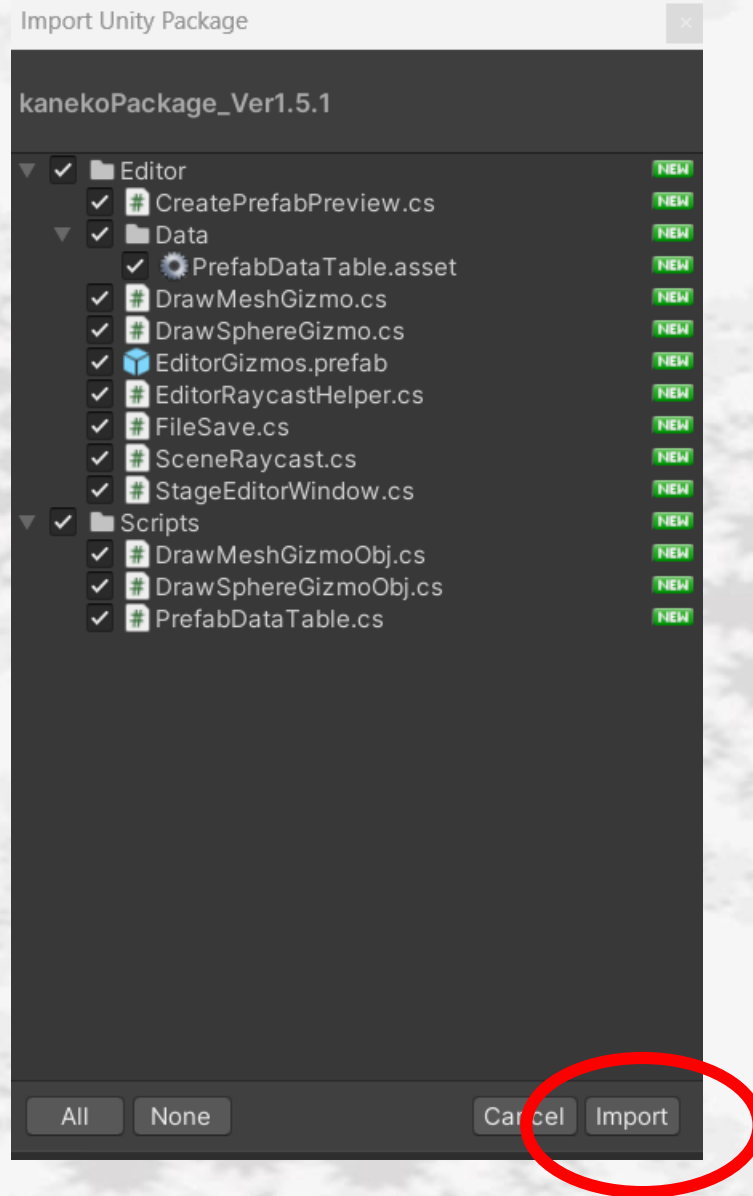 Import Unity Package
kanekoPackage_Ver1.5.1
Editor NEW
CreatePrefabPreview.cs NEW
Data NEW
PrefabDataTable.asset NEW
DrawMeshGizmo.cs NEW
DrawSphereGizmo.cs NEW
EditorGizmos.prefab NEW
EditorRaycastHelper.cs NEW
FileSave.cs NEW
SceneRaycast.cs NEW
StageEditorWindow.cs NEW
Scripts NEW
DrawMeshGizmoObj.cs NEW
DrawSphereGizmoObj.cs NEW
PrefabDataTable.cs NEW
All None Cancel Import